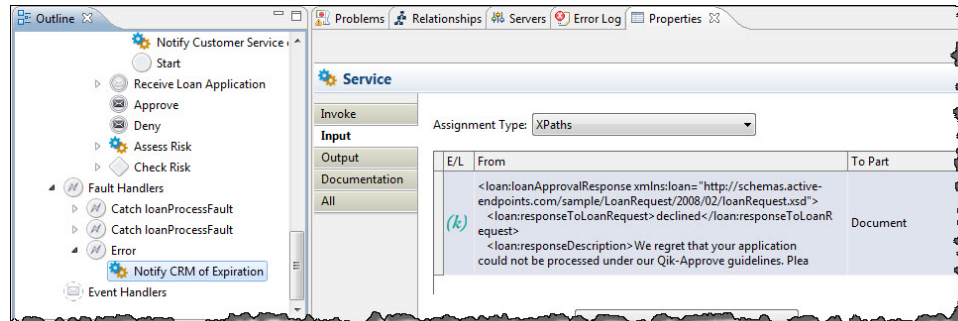 Outline
Problems Relationships Servers Error Log Properties
Notify Customer Service
Start
Receive Loan Application
Approve
Deny
Assess Risk
Check Risk
Fault Handlers
Catch loanProcessFault
Catch loanProcessFault
Error
Notify CRM of Expiration
Event Handlers
Service
Invoke
Input
Output
Documentation
All
Assignment Type: XPaths
E/L From To Part
<loan:loanApprovalResponse xmlns:loan="http://schemas.active-
endpoints.com/sample/LoanRequest/2008/02/loanRequest.xsd">
<loan:responseToLoanRequest>declined</loan:responseToLoanR
equest>
<loan:responseDescription>We regret that your application
could not be processed under our Qik-Approve guidelines. Plea
(k)
Document